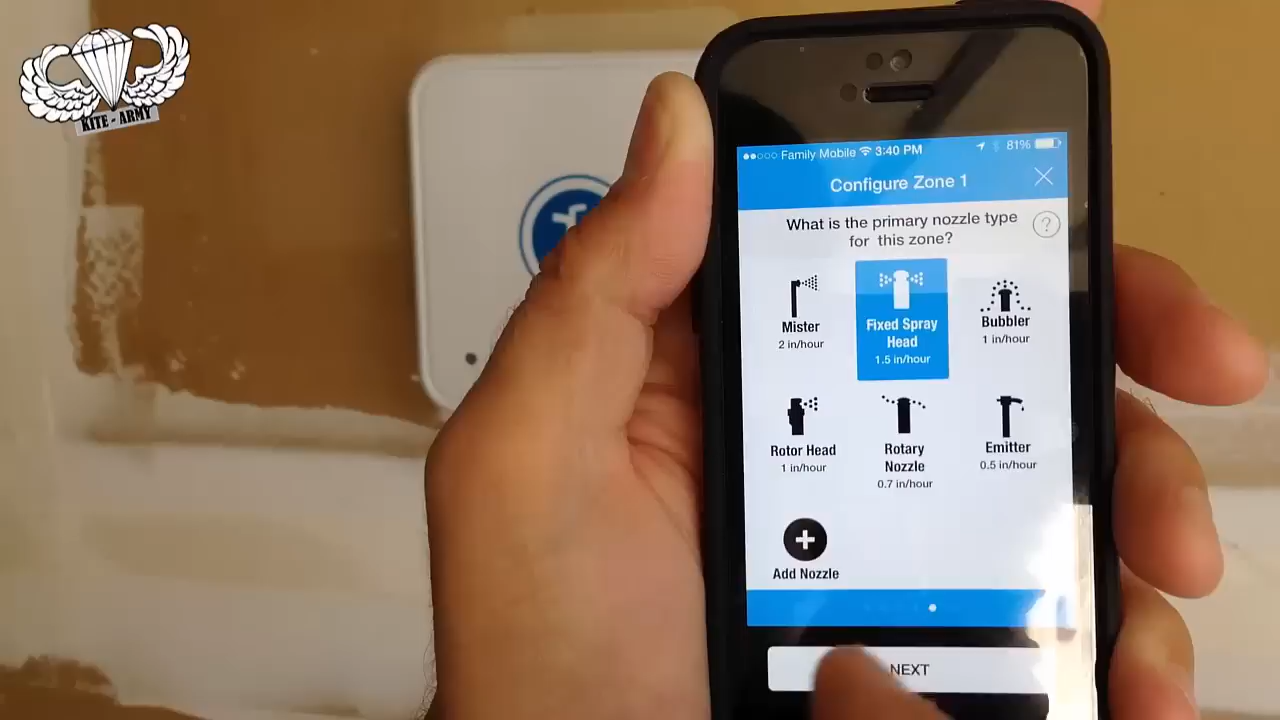 KITE - ARMY
Family Mobile 3:40 PM 81%
Configure Zone 1
What is the primary nozzle type
for this zone?
?
Mister
2 in/hour
Fixed Spray
Head
1.5 in/hour
Bubbler
1 in/hour
Rotor Head
1 in/hour
Rotary
Nozzle
0.7 in/hour
Emitter
0.5 in/hour
Add Nozzle
NEXT